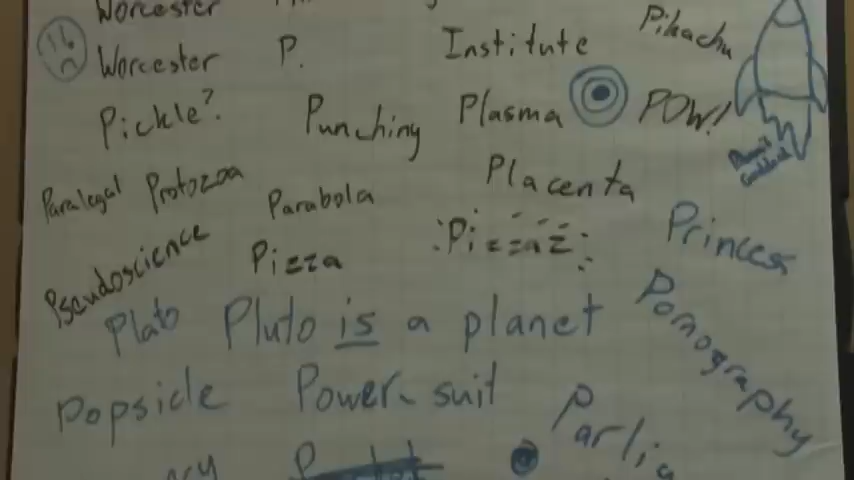 Worcester
16 Worcester P. Institute Pikachu
Pickle? Punching Plasma POW!
Paralegal Protozoa Parabola Placenta
Pseudoscience Pizza Pizzaz Princess
Plato Pluto is a planet Pornography
Popsicle Power-suit